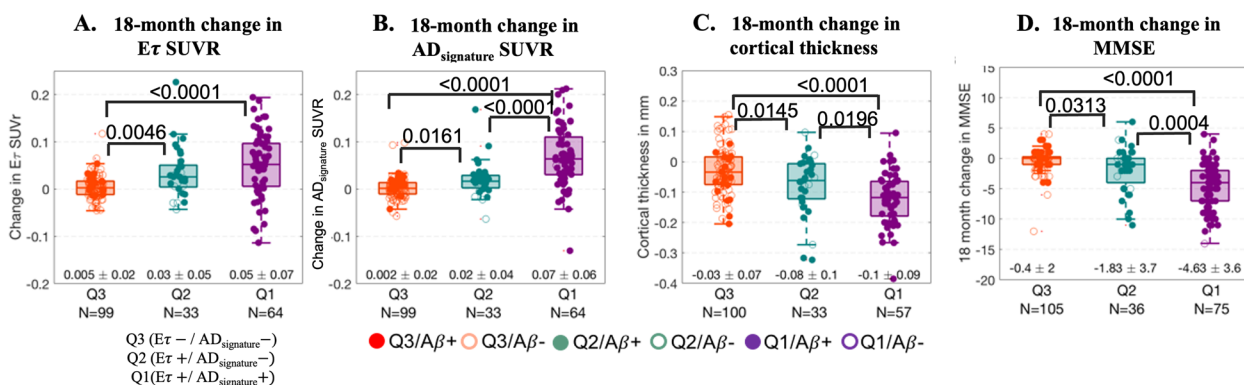 A. 18-month change in
Eτ SUVR
<0.0001
0.0046
Change in Eτ SUVr
0.2
0.1
0
-0.1
-0.2
0.005 ± 0.02 0.03 ± 0.05 0.05 ± 0.07
Q3 Q2 Q1
N=99 N=33 N=64
B. 18-month change in
ADsignature SUVR
<0.0001
<0.0001
0.0161
Change in ADsignature SUVR
0.2
0.1
0
-0.1
-0.2
0.002 ± 0.02 0.02 ± 0.04 0.07 ± 0.06
Q3 Q2 Q1
N=99 N=33 N=64
C. 18-month change in
cortical thickness
<0.0001
0.0145
0.0196
Cortical thickness in mm
0.3
0.2
0.1
0
-0.1
-0.2
-0.3
-0.4
-0.03 ± 0.07 -0.08 ± 0.1 -0.1 ± 0.09
Q3 Q2 Q1
N=100 N=33 N=57
D. 18-month change in
MMSE
<0.0001
0.0313
0.0004
18 month change in MMSE
15
10
5
0
-5
-10
-15
-20
-0.4 ± 2 -1.83 ± 3.7 -4.63 ± 3.6
Q3 Q2 Q1
N=105 N=36 N=75
Q3 (Eτ − / ADsignature−)
Q2 (Eτ +/ ADsignature−)
Q1(Eτ +/ ADsignature+)
Q3/Aβ+ Q3/Aβ- Q2/Aβ+ Q2/Aβ- Q1/Aβ+ Q1/Aβ-